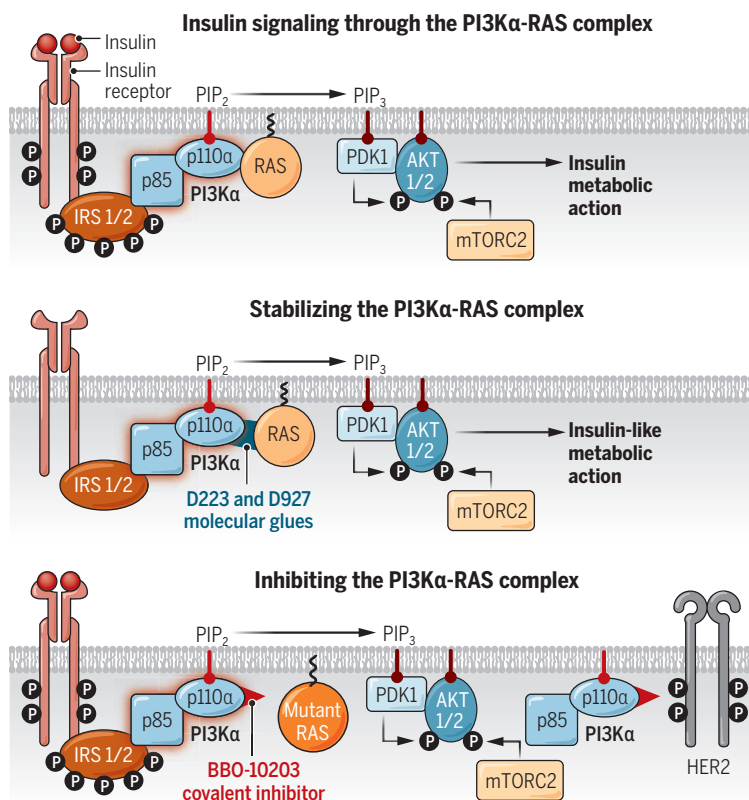 Insulin signaling through the PI3Kα-RAS complex
Insulin
Insulin
receptor
PIP2
PIP3
P
P
P
P
p85
p110α
RAS
PI3Kα
IRS 1/2
P
P
P
P
P
PDK1
AKT
1/2
P
P
mTORC2
Insulin
metabolic
action
Stabilizing the PI3Kα-RAS complex
PIP2
PIP3
p85
p110α
RAS
PI3Kα
IRS 1/2
D223 and D927
molecular glues
PDK1
AKT
1/2
P
P
mTORC2
Insulin-like
metabolic
action
Inhibiting the PI3Kα-RAS complex
PIP2
PIP3
P
P
P
P
p85
p110α
PI3Kα
Mutant
RAS
IRS 1/2
P
P
P
P
P
BBO-10203
covalent inhibitor
PDK1
AKT
1/2
P
P
mTORC2
p85
p110α
PI3Kα
P
P
P
P
HER2